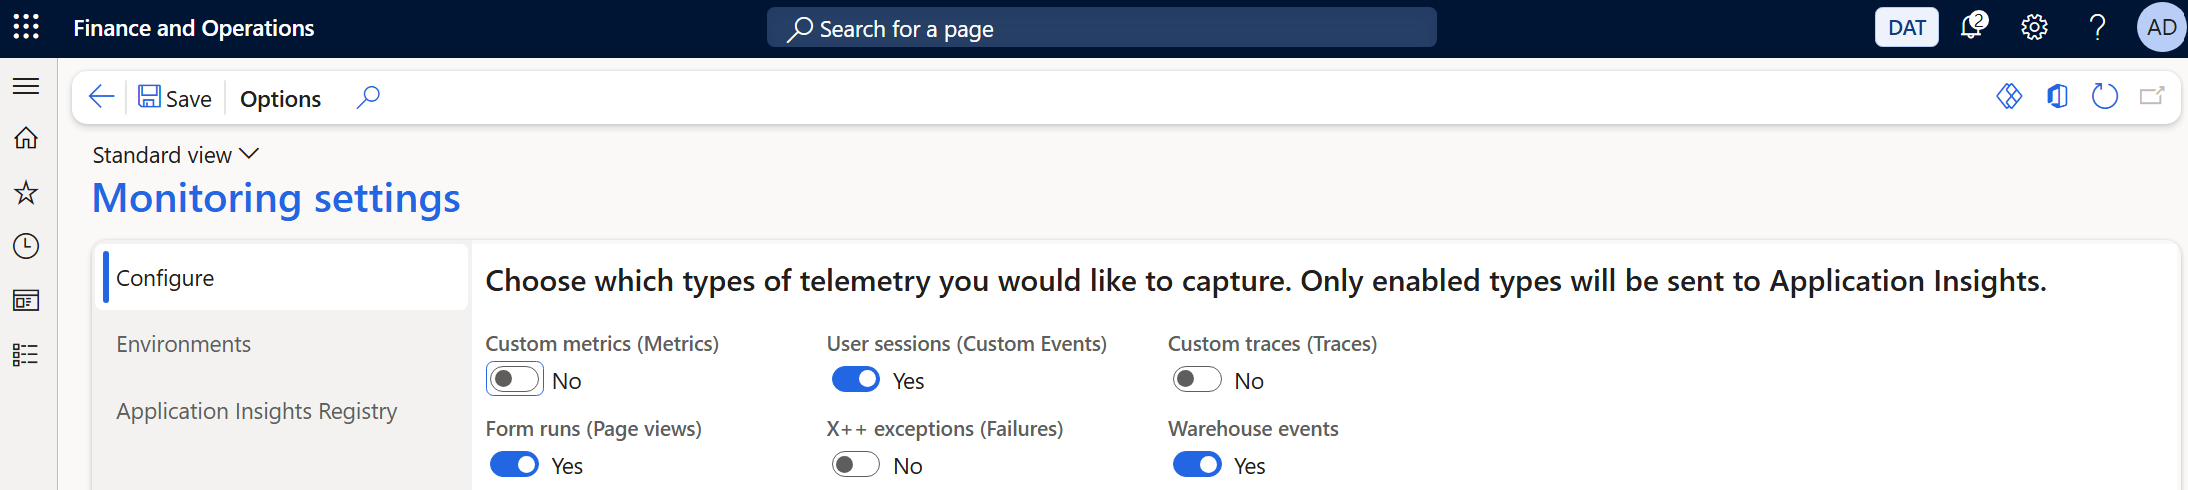 Finance and Operations
Search for a page
DAT
2
AD
Save
Options
Standard view
Monitoring settings
Configure
Environments
Application Insights Registry
Choose which types of telemetry you would like to capture. Only enabled types will be sent to Application Insights.
Custom metrics (Metrics)
No
User sessions (Custom Events)
Yes
Custom traces (Traces)
No
Form runs (Page views)
Yes
X++ exceptions (Failures)
No
Warehouse events
Yes